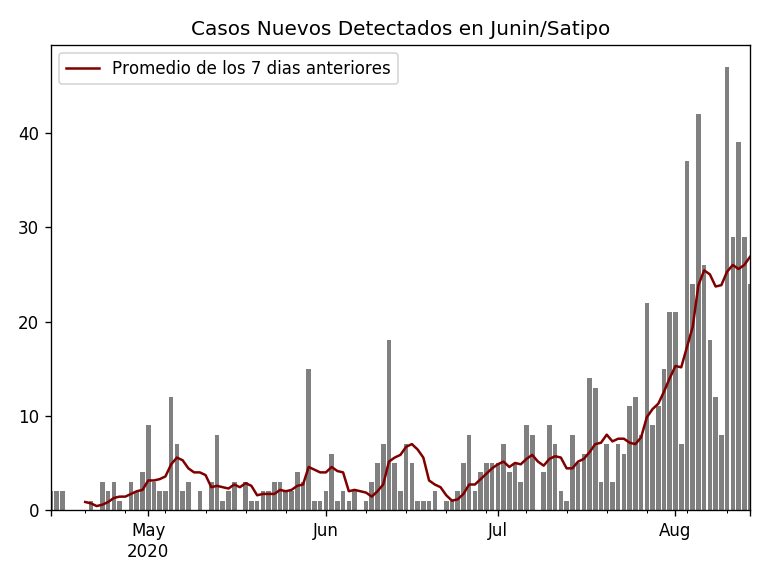 Casos Nuevos Detectados en Junin/Satipo
Promedio de los 7 dias anteriores
40
30
20
10
0
May
2020
Jun
Jul
Aug